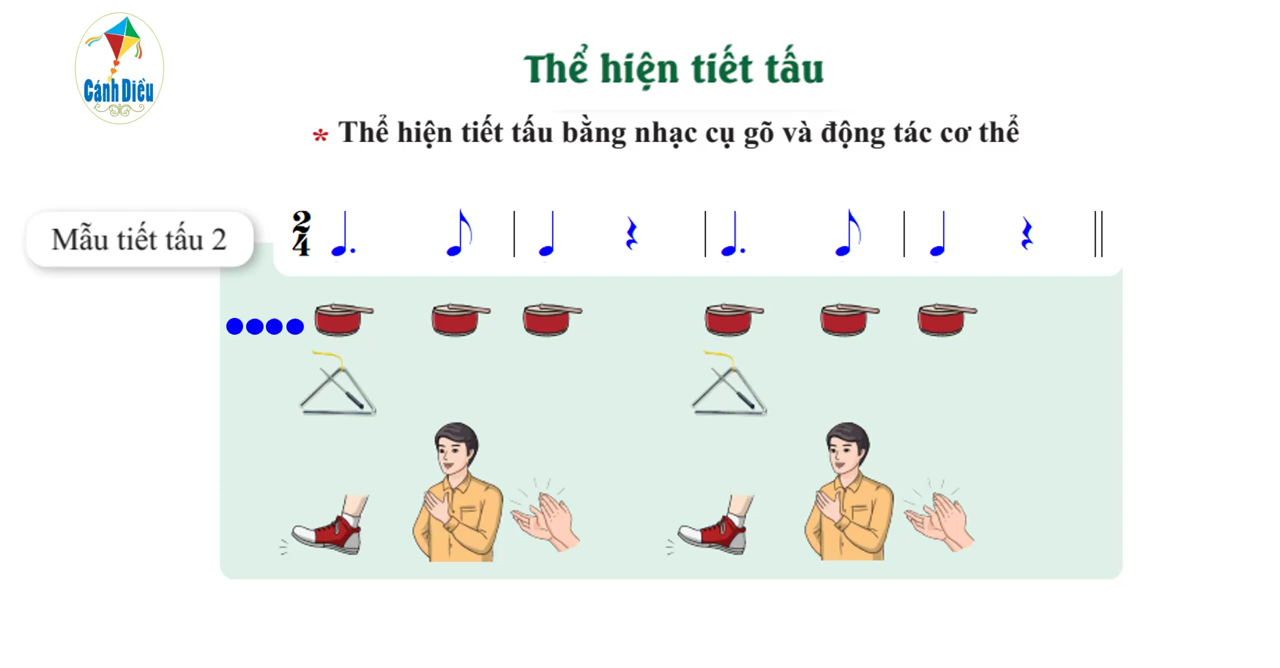 Cánh Diều
Thể hiện tiết tấu
* Thể hiện tiết tấu bằng nhạc cụ gõ và động tác cơ thể
Mẫu tiết tấu 2
2
4